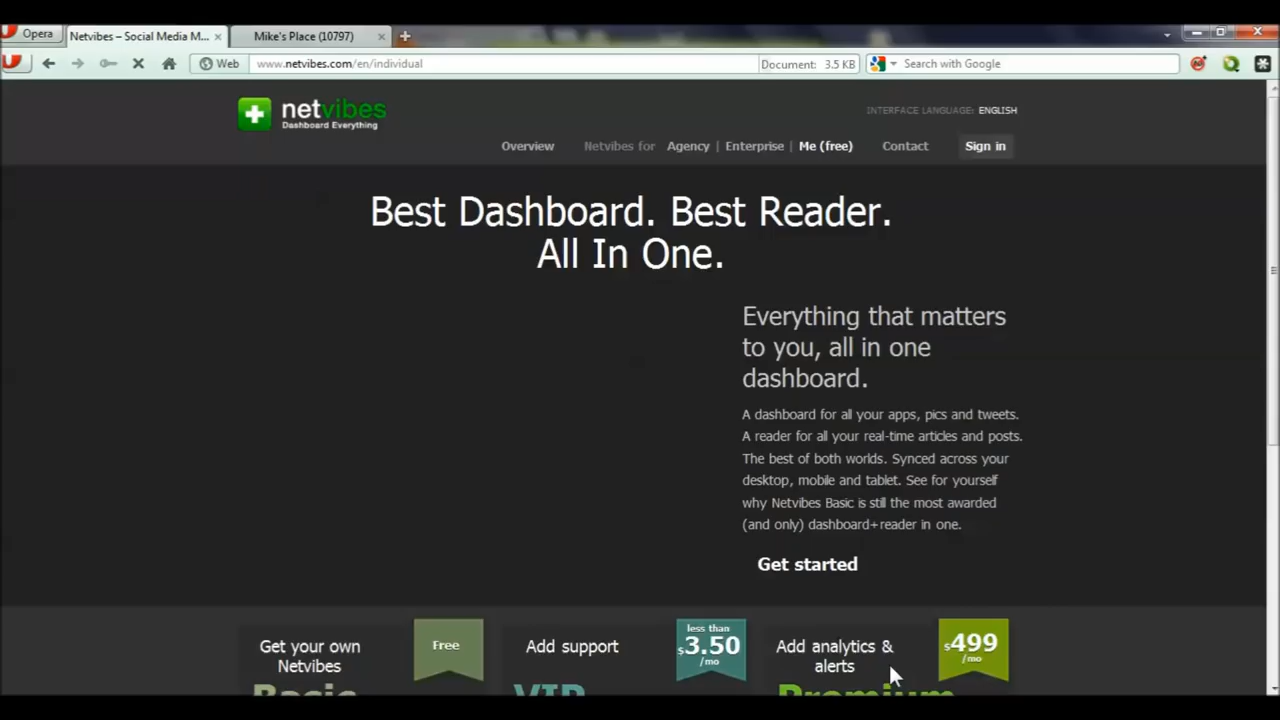 Opera
Netvibes – Social Media M...
Mike's Place (10797)
Web
www.netvibes.com/en/individual
Document: 3.5 KB
Search with Google
netvibes
Dashboard Everything
INTERFACE LANGUAGE: ENGLISH
Overview
Netvibes for Agency | Enterprise | Me (free)
Contact
Sign in
Best Dashboard. Best Reader.
All In One.
Everything that matters
to you, all in one
dashboard.
A dashboard for all your apps, pics and tweets.
A reader for all your real-time articles and posts.
The best of both worlds. Synced across your
desktop, mobile and tablet. See for yourself
why Netvibes Basic is still the most awarded
(and only) dashboard+reader in one.
Get started
Get your own
Netvibes
Basic
Free
Add support
VIP
less than
$3.50
/mo
Add analytics &
alerts
Premium
$499
/mo